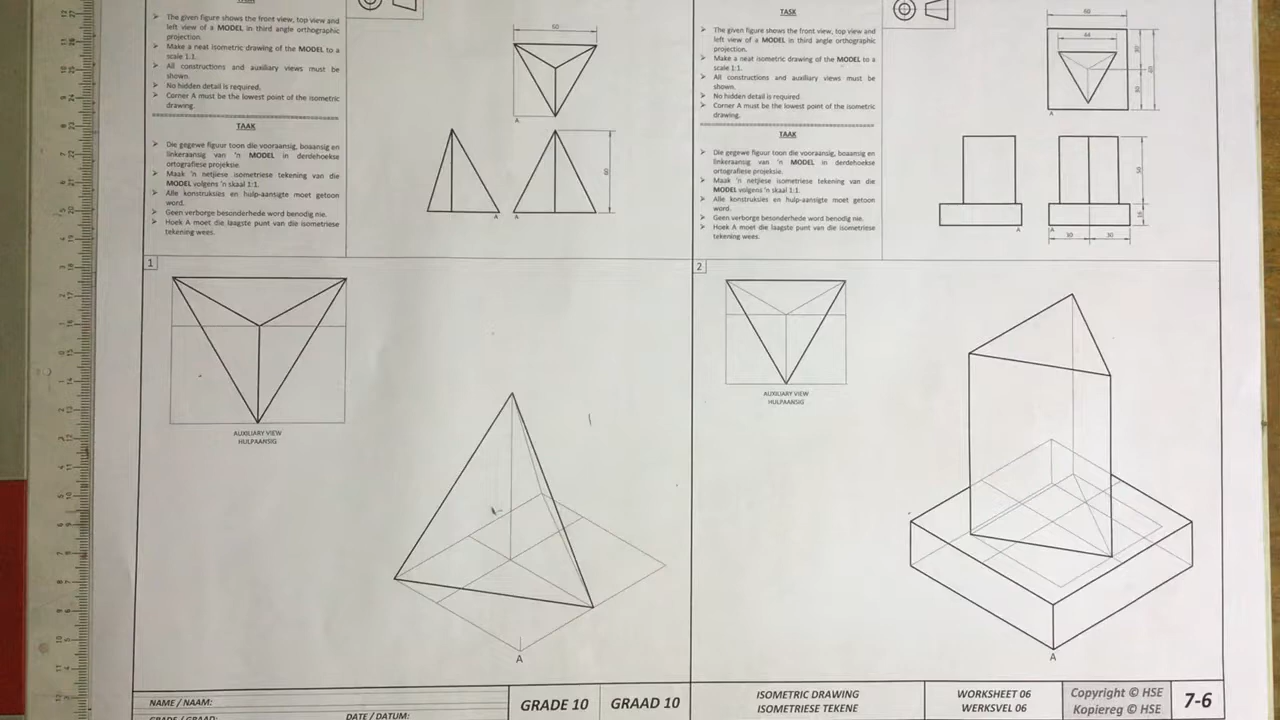 The given figure shows the front view, top view and
left view of a MODEL in third angle orthographic
projection.
Make a neat isometric drawing of the MODEL to a
scale 1:1.
All constructions and auxiliary views must be
shown.
No hidden detail is required.
Corner A must be the lowest point of the isometric
drawing.
TAAK
Die gegewe figuur toon die vooraansig, boaansig en
linkeraansig van 'n MODEL in derdehoekse
ortografiese projeksie.
Maak 'n netjiese isometriese tekening van die
MODEL volgens 'n skaal 1:1.
Alle konstruksies en hulp-aansigte moet getoon
word.
Geen verborge besonderhede word benodig nie.
Hoek A moet die laagste punt van die isometriese
tekening wees.
60
A
A
A
60
TASK
The given figure shows the front view, top view and
left view of a MODEL in third angle orthographic
projection.
Make a neat isometric drawing of the MODEL to a
scale 1:1.
All constructions and auxiliary views must be
shown.
No hidden detail is required.
Corner A must be the lowest point of the isometric
drawing.
TAAK
Die gegewe figuur toon die vooraansig, boaansig en
linkeraansig van 'n MODEL in derdehoekse
ortografiese projeksie.
Maak 'n netjiese isometriese tekening van die
MODEL volgens 'n skaal 1:1.
Alle konstruksies en hulp-aansigte moet getoon
word.
Geen verborge besonderhede word benodig nie.
Hoek A moet die laagste punt van die isometriese
tekening wees.
60
44
30
30
60
A
A
A
50
30
30
1
AUXILIARY VIEW
HULPAANSIG
A
2
AUXILIARY VIEW
HULPAANSIG
A
NAME / NAAM:
GRADE / GRAAD:
DATE / DATUM:
GRADE 10
GRAAD 10
ISOMETRIC DRAWING
ISOMETRIESE TEKENE
WORKSHEET 06
WERKSVEL 06
Copyright © HSE
Kopiereg © HSE
7-6